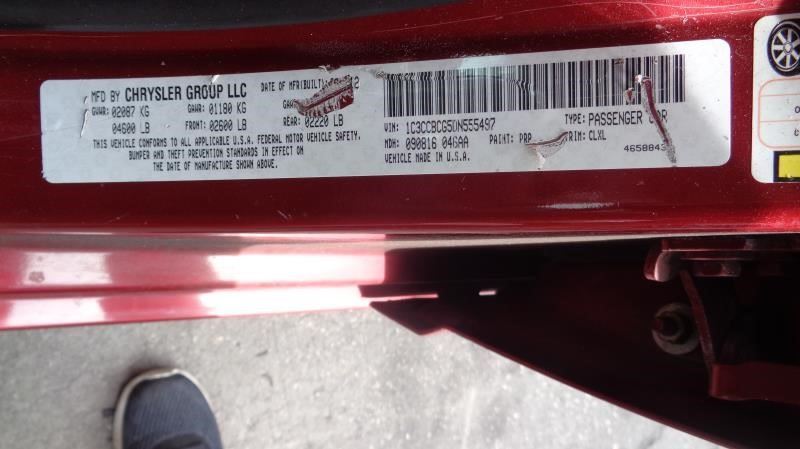 MFD BY CHRYSLER GROUP LLC
DATE OF MFR(BUILT):
GVWR: 02087 KG
GAWR: 01180 KG
04600 LB
FRONT: 02600 LB
REAR: 02220 LB
THIS VEHICLE CONFORMS TO ALL APPLICABLE U.S.A. FEDERAL MOTOR VEHICLE SAFETY,
BUMPER AND THEFT PREVENTION STANDARDS IN EFFECT ON
THE DATE OF MANUFACTURE SHOWN ABOVE.
VIN: 1C3CCBCG5DN555497
TYPE: PASSENGER CAR
MDH: 090816 046AA
PAINT: PRP
TRIM: CLXL
VEHICLE MADE IN U.S.A.
4658843